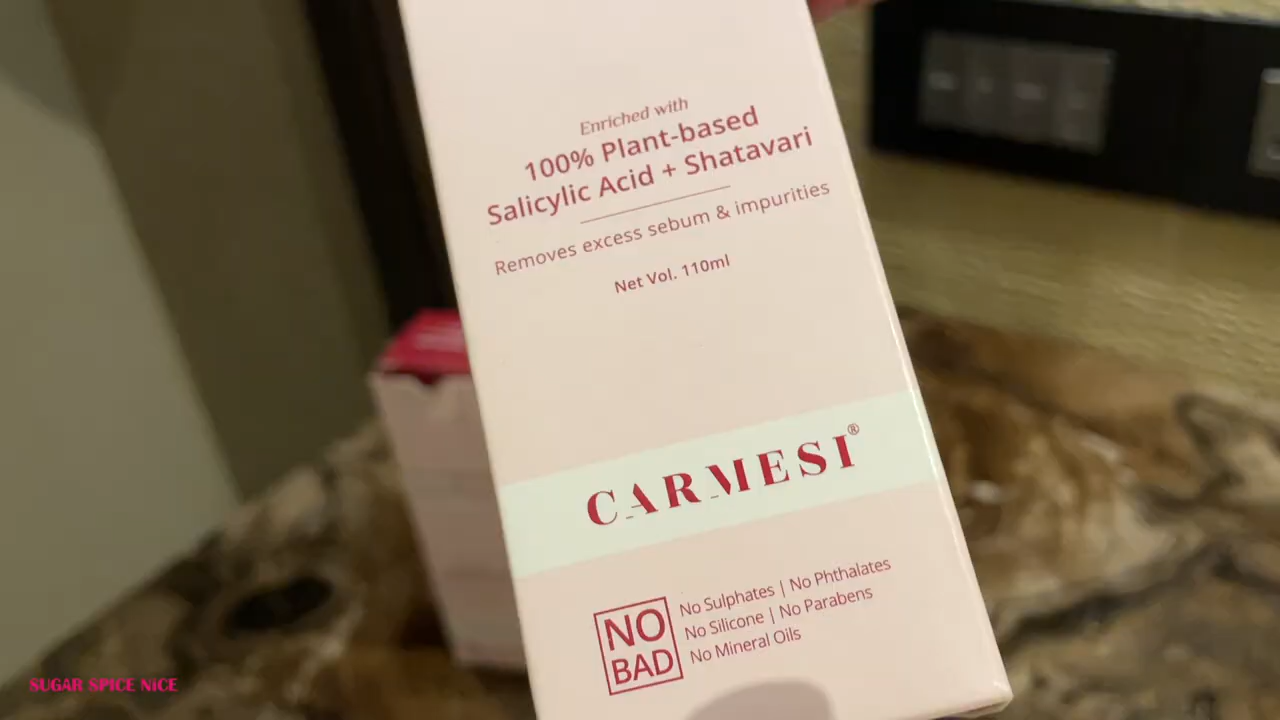 Enriched with
100% Plant-based
Salicylic Acid + Shatavari
Removes excess sebum & impurities
Net Vol. 110ml
CARMESI®
NO
BAD
No Sulphates | No Phthalates
No Silicone | No Parabens
No Mineral Oils
SUGAR SPICE NICE